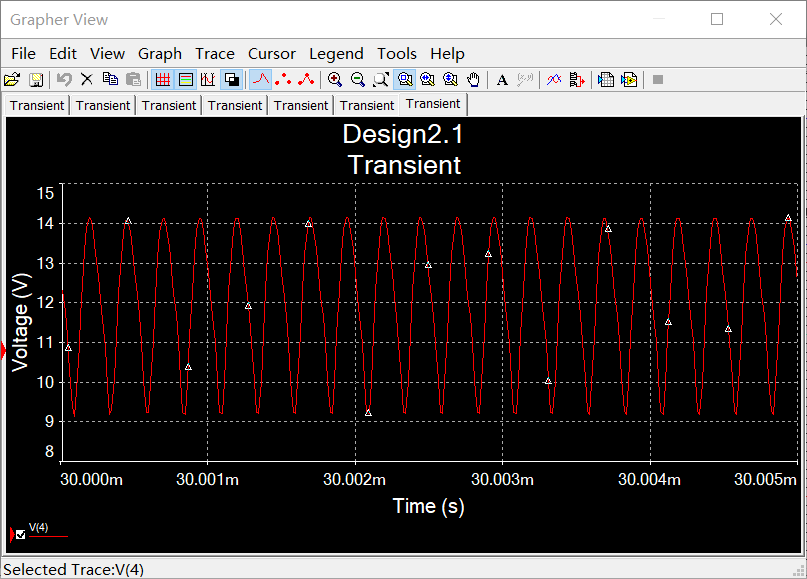 Grapher View
File Edit View Graph Trace Cursor Legend Tools Help
A
Transient Transient Transient Transient Transient Transient Transient
Design2.1
Transient
15
14
13
12
11
10
9
8
Voltage (V)
30.000m 30.001m 30.002m 30.003m 30.004m 30.005m
Time (s)
V(4)
Selected Trace:V(4)